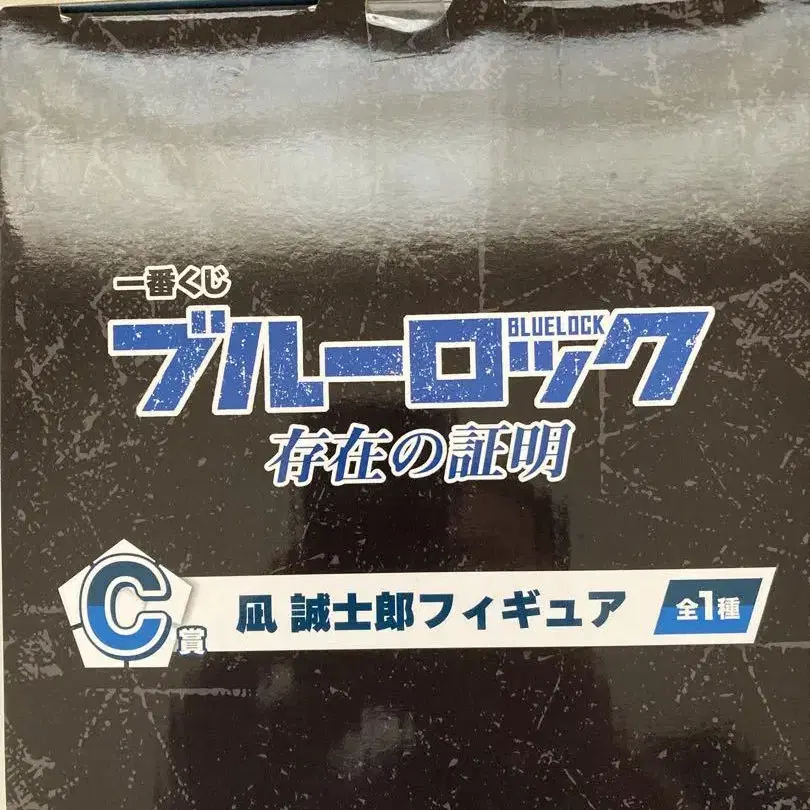 一番くじ
ブルーロック
BLUELOCK
存在の証明
C賞
凪 誠士郎フィギュア
全1種